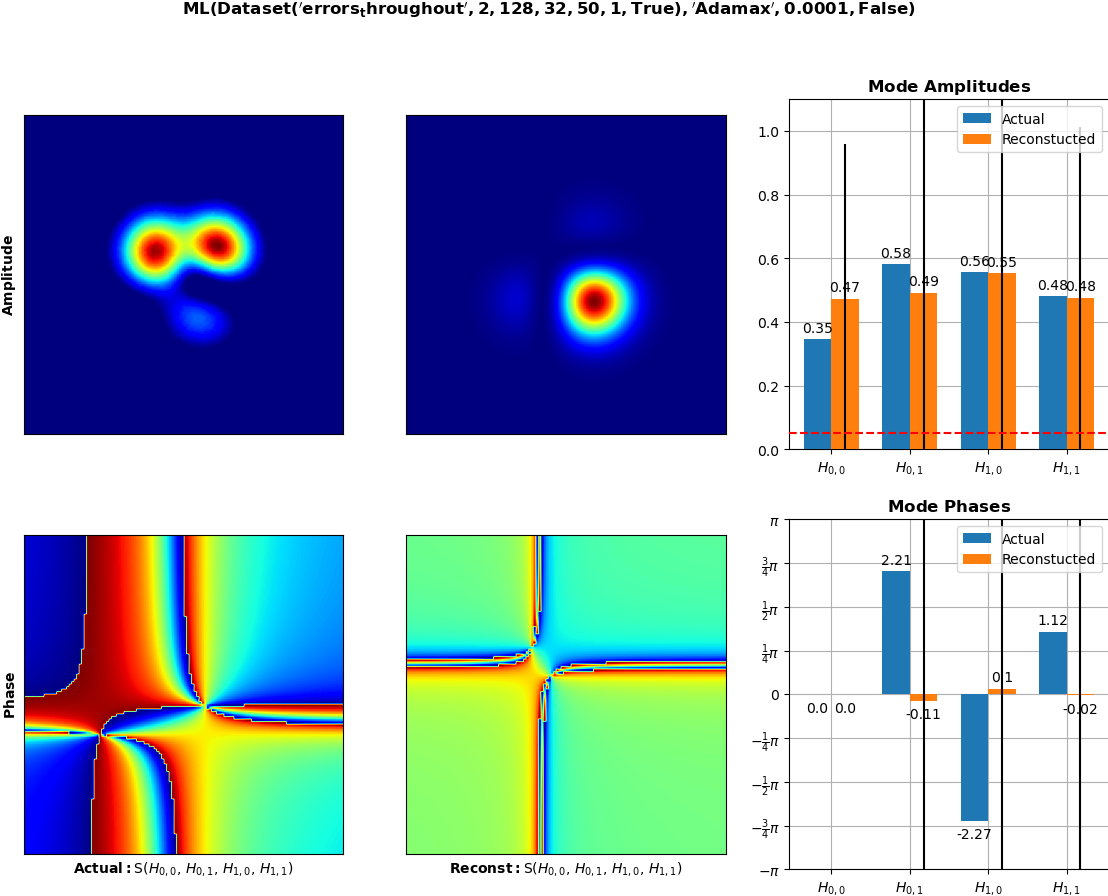 ML(Dataset('errors_throughout', 2, 128, 32, 50, 1, True), 'Adamax', 0.0001, False)
Amplitude
Mode Amplitudes
Actual
Reconstucted
1.0
0.8
0.6
0.4
0.2
0.0
0.35
0.47
0.58
0.49
0.56
0.55
0.48
0.48
H0,0
H0,1
H1,0
H1,1
Phase
Actual: S(H0,0, H0,1, H1,0, H1,1)
Reconst: S(H0,0, H0,1, H1,0, H1,1)
Mode Phases
Actual
Reconstucted
π
3/4π
1/2π
1/4π
0
−1/4π
−1/2π
−3/4π
−π
0.0
0.0
2.21
-0.11
-2.27
0.1
1.12
-0.02
H0,0
H0,1
H1,0
H1,1